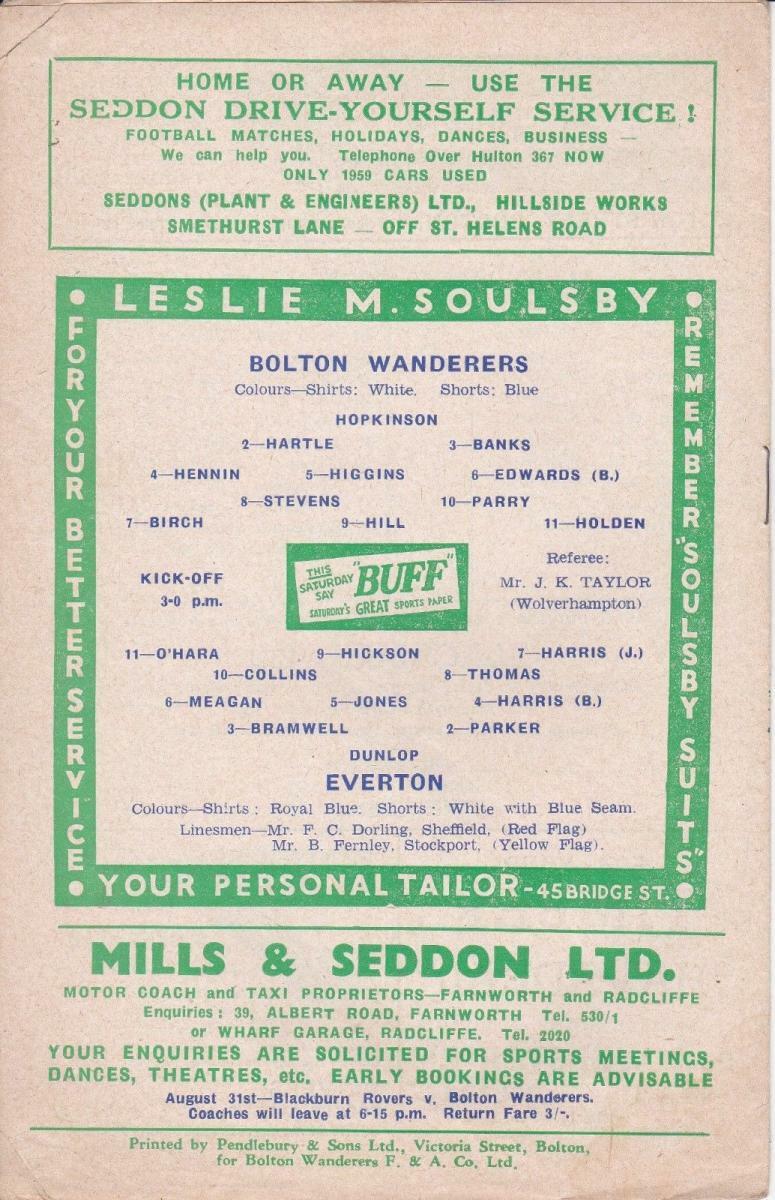 HOME OR AWAY — USE THE
SEDDON DRIVE-YOURSELF SERVICE!
FOOTBALL MATCHES, HOLIDAYS, DANCES, BUSINESS —
We can help you. Telephone Over Hulton 367 NOW
ONLY 1959 CARS USED
SEDDONS (PLANT & ENGINEERS) LTD., HILLSIDE WORKS
SMETHURST LANE — OFF ST. HELENS ROAD
LESLIE M. SOULSBY
FOR YOUR BETTER SERVICE
REMEMBER "SOULSBY SUITS"
BOLTON WANDERERS
Colours—Shirts: White. Shorts: Blue
HOPKINSON
2—HARTLE 3—BANKS
4—HENNIN 5—HIGGINS 6—EDWARDS (B.)
8—STEVENS 10—PARRY
7—BIRCH 9—HILL 11—HOLDEN
KICK-OFF
3-0 p.m.
THIS
SATURDAY
SAY
"BUFF"
SATURDAY'S GREAT SPORTS PAPER
Referee:
Mr. J. K. TAYLOR
(Wolverhampton)
11—O'HARA 9—HICKSON 7—HARRIS (J.)
10—COLLINS 8—THOMAS
6—MEAGAN 5—JONES 4—HARRIS (B.)
3—BRAMWELL 2—PARKER
DUNLOP
EVERTON
Colours—Shirts: Royal Blue. Shorts: White with Blue Seam.
Linesmen—Mr. F. C. Dorling, Sheffield, (Red Flag)
Mr. B. Fernley, Stockport, (Yellow Flag).
YOUR PERSONAL TAILOR - 45 BRIDGE ST.
MILLS & SEDDON LTD.
MOTOR COACH and TAXI PROPRIETORS—FARNWORTH and RADCLIFFE
Enquiries: 39, ALBERT ROAD, FARNWORTH Tel. 530/1
or WHARF GARAGE, RADCLIFFE. Tel. 2020
YOUR ENQUIRIES ARE SOLICITED FOR SPORTS MEETINGS,
DANCES, THEATRES, etc. EARLY BOOKINGS ARE ADVISABLE
August 31st—Blackburn Rovers v. Bolton Wanderers.
Coaches will leave at 6-15 p.m. Return Fare 3/-.
Printed by Pendlebury & Sons Ltd., Victoria Street, Bolton,
for Bolton Wanderers F. & A. Co. Ltd.